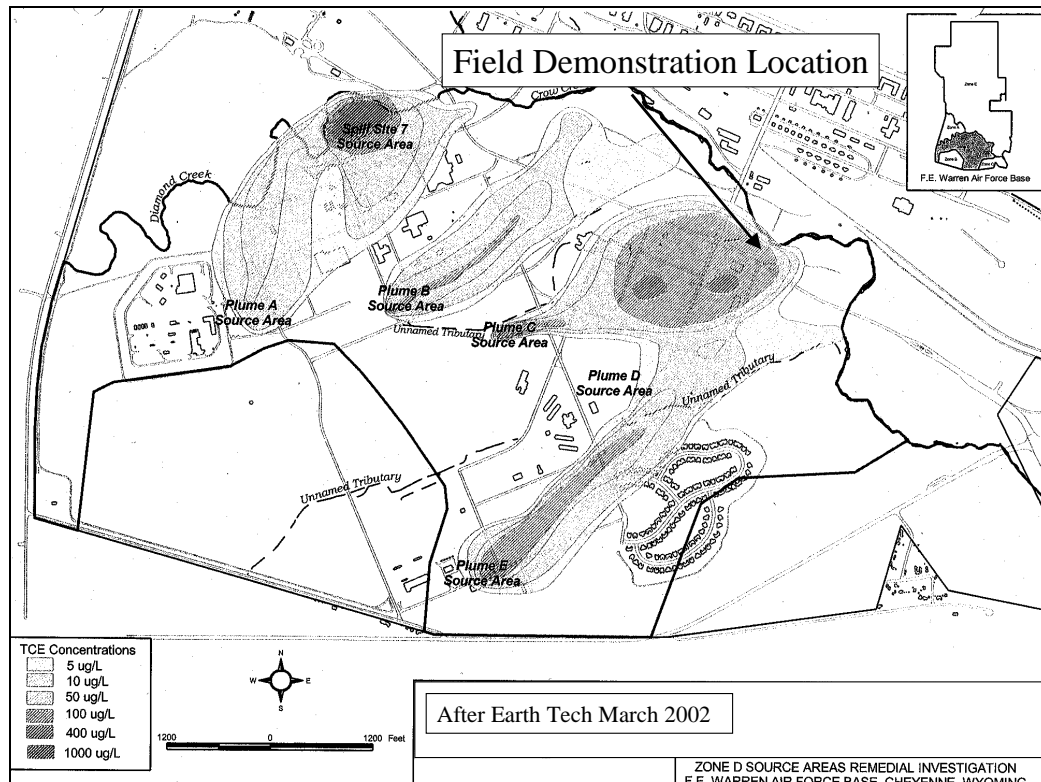 Field Demonstration Location
Zone E
Zone D
F.E. Warren Air Force Base
Spill Site 7
Source Area
Diamond Creek
Plume A
Source Area
Plume B
Source Area
Unnamed Tributary
Plume C
Source Area
Plume D
Source Area
Unnamed Tributary
Unnamed Tributary
Plume E
Source Area
TCE Concentrations
5 ug/L
10 ug/L
50 ug/L
100 ug/L
400 ug/L
1000 ug/L
N
W E
S
1200 0 1200 Feet
After Earth Tech March 2002
ZONE D SOURCE AREAS REMEDIAL INVESTIGATION
F.E. WARREN AIR FORCE BASE, CHEYENNE, WYOMING